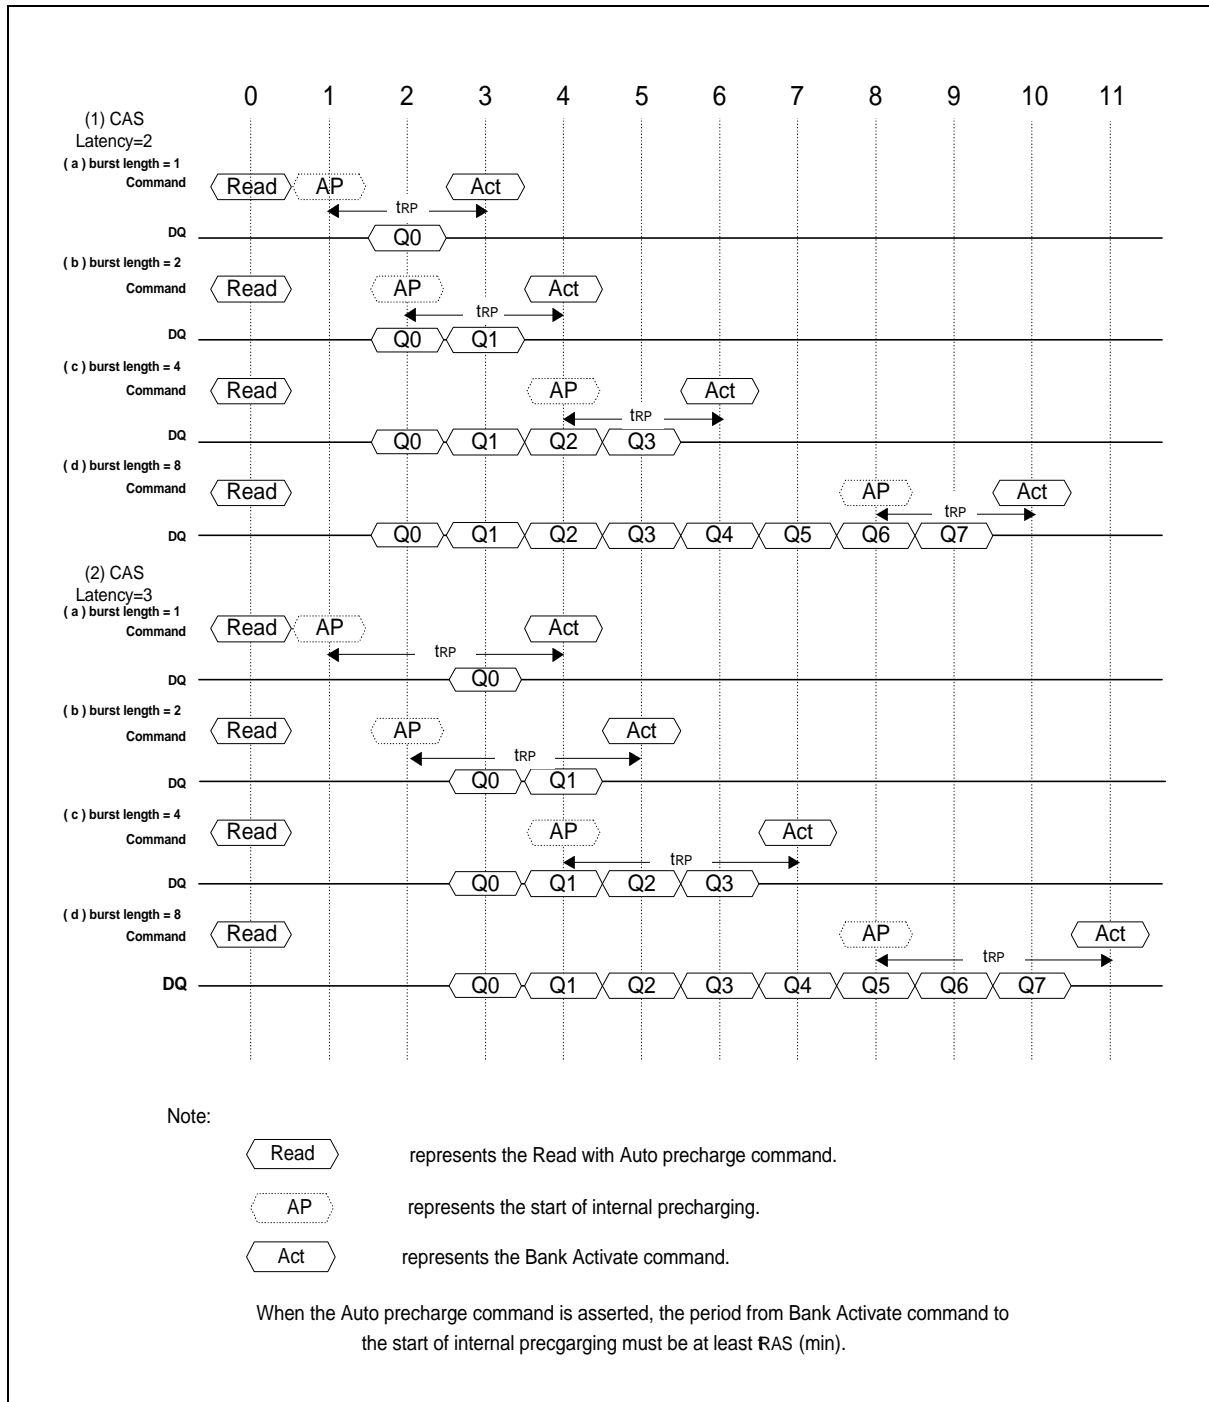 0 1 2 3 4 5 6 7 8 9 10 11
(1) CAS
Latency=2
( a ) burst length = 1
Command Read AP Act
tRP
DQ Q0
( b ) burst length = 2
Command Read AP Act
tRP
DQ Q0 Q1
( c ) burst length = 4
Command Read AP Act
tRP
DQ Q0 Q1 Q2 Q3
( d ) burst length = 8
Command Read AP Act
tRP
DQ Q0 Q1 Q2 Q3 Q4 Q5 Q6 Q7
(2) CAS
Latency=3
( a ) burst length = 1
Command Read AP Act
tRP
DQ Q0
( b ) burst length = 2
Command Read AP Act
tRP
DQ Q0 Q1
( c ) burst length = 4
Command Read AP Act
tRP
DQ Q0 Q1 Q2 Q3
( d ) burst length = 8
Command Read AP Act
tRP
DQ Q0 Q1 Q2 Q3 Q4 Q5 Q6 Q7
Note:
Read represents the Read with Auto precharge command.
AP represents the start of internal precharging.
Act represents the Bank Activate command.
When the Auto precharge command is asserted, the period from Bank Activate command to
the start of internal precgarging must be at least tRAS (min).